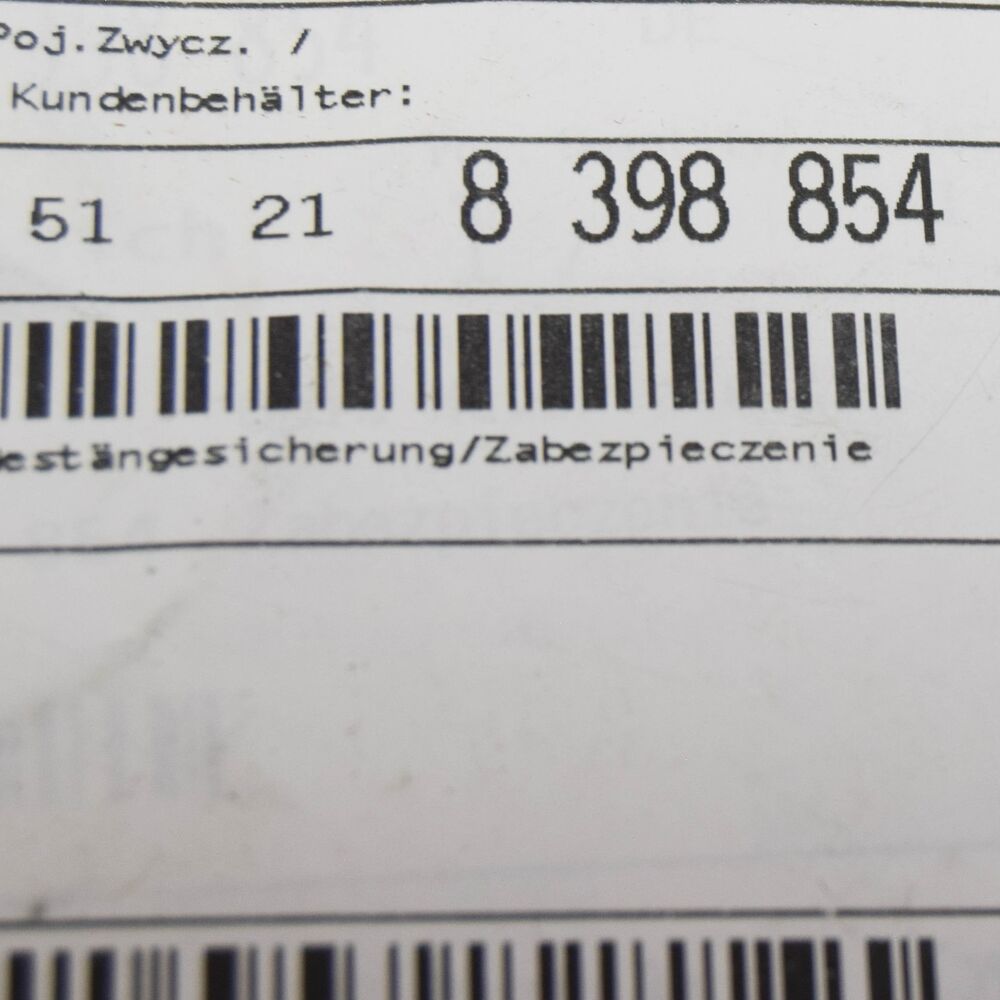 Poj.Zwycz. /
Kundenbehälter:
51 21 8 398 854
estängesicherung/Zabezpieczenie